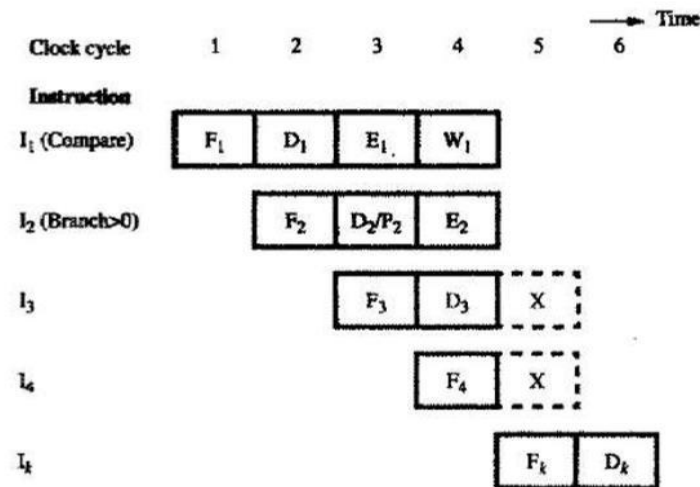 Time
Clock cycle 1 2 3 4 5 6
Instruction
I₁ (Compare) F₁ D₁ E₁ W₁
I₂ (Branch>0) F₂ D₂/P₂ E₂
I₃ F₃ D₃ X
I₄ F₄ X
Iₖ Fₖ Dₖ